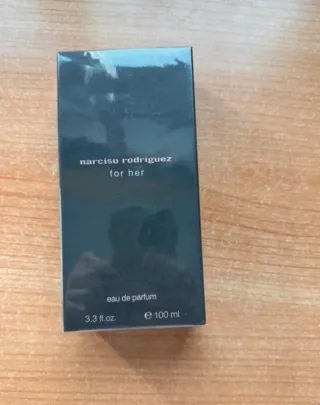 narciso rodriguez
for her
eau de parfum
3.3 fl.oz. ℮ 100 ml